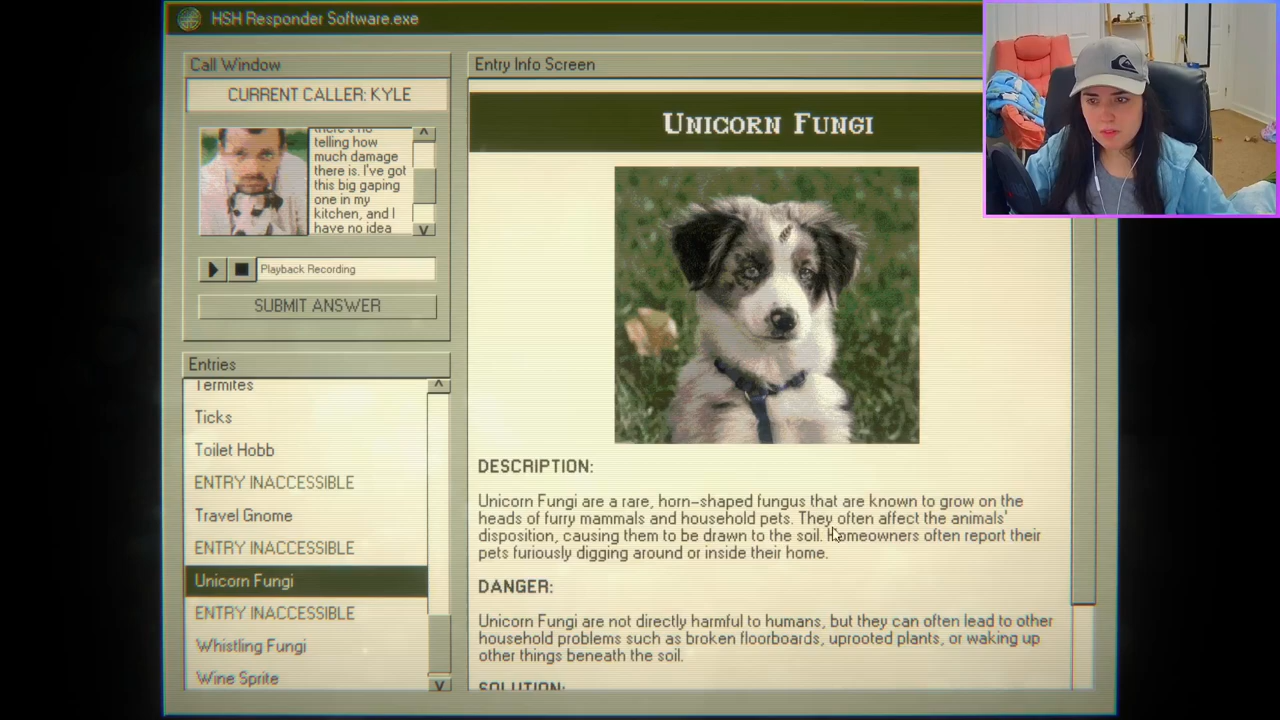 HSH Responder Software.exe
Call Window
CURRENT CALLER: KYLE
there's no
telling how
much damage
there is. I've got
this big gaping
one in my
kitchen, and I
have no idea
Playback Recording
SUBMIT ANSWER
Entries
Termites
Ticks
Toilet Hobb
ENTRY INACCESSIBLE
Travel Gnome
ENTRY INACCESSIBLE
Unicorn Fungi
ENTRY INACCESSIBLE
Whistling Fungi
Wine Sprite
Entry Info Screen
UNICORN FUNGI
DESCRIPTION:
Unicorn Fungi are a rare, horn-shaped fungus that are known to grow on the
heads of furry mammals and household pets. They often affect the animals'
disposition, causing them to be drawn to the soil. Homeowners often report their
pets furiously digging around or inside their home.
DANGER:
Unicorn Fungi are not directly harmful to humans, but they can often lead to other
household problems such as broken floorboards, uprooted plants, or waking up
other things beneath the soil.
SOLUTION: